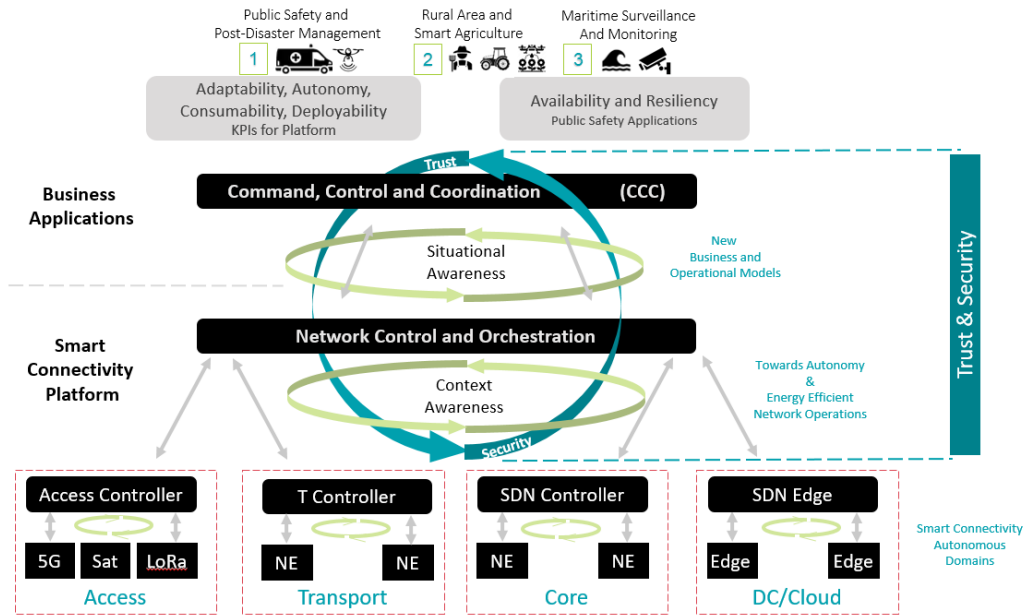 Public Safety and
Post-Disaster Management
Rural Area and
Smart Agriculture
Maritime Surveillance
And Monitoring
1
2
3
Adaptability, Autonomy,
Consumability, Deployability
KPIs for Platform
Availability and Resiliency
Public Safety Applications
Trust
Business
Applications
Command, Control and Coordination (CCC)
Situational
Awareness
New
Business and
Operational Models
Trust & Security
Network Control and Orchestration
Smart
Connectivity
Platform
Context
Awareness
Towards Autonomy
&
Energy Efficient
Network Operations
Security
Access Controller
5G Sat LoRa
Access
T Controller
NE NE
Transport
SDN Controller
NE NE
Core
SDN Edge
Edge Edge
DC/Cloud
Smart Connectivity
Autonomous
Domains